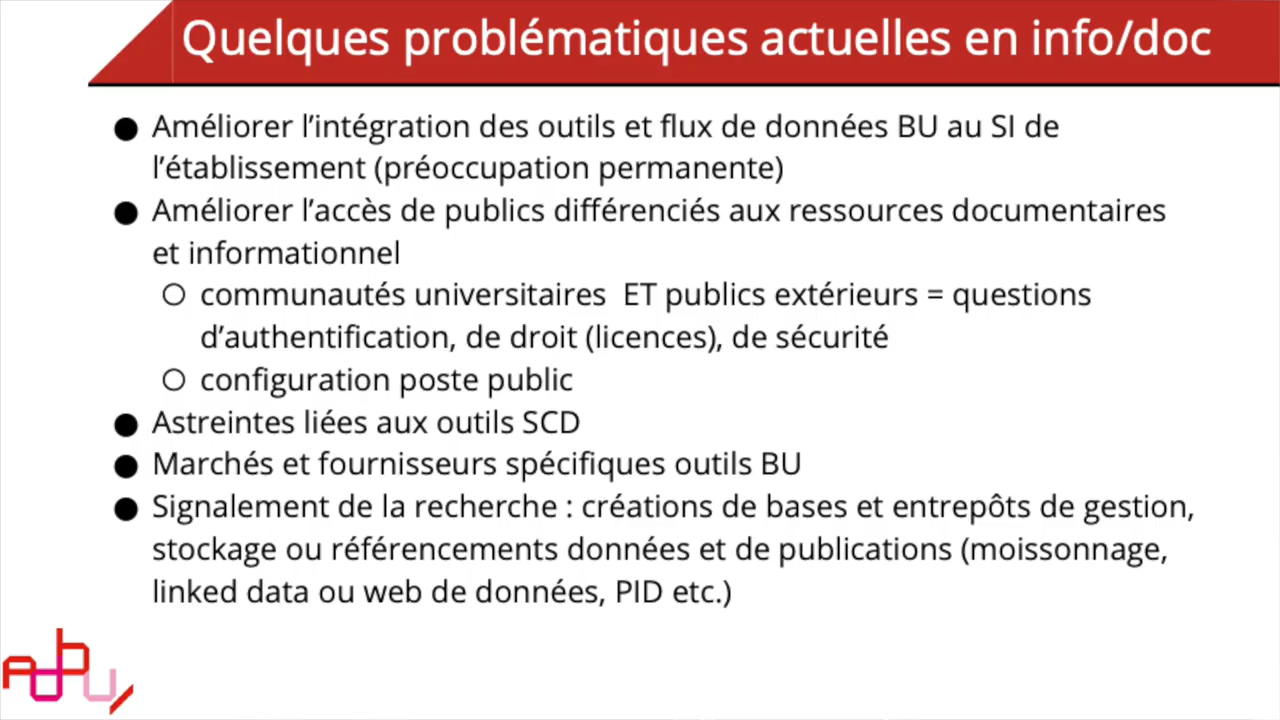 Quelques problématiques actuelles en info/doc
● Améliorer l’intégration des outils et flux de données BU au SI de
l’établissement (préoccupation permanente)
● Améliorer l’accès de publics différenciés aux ressources documentaires
et informationnel
○ communautés universitaires  ET publics extérieurs = questions
d’authentification, de droit (licences), de sécurité
○ configuration poste public
● Astreintes liées aux outils SCD
● Marchés et fournisseurs spécifiques outils BU
● Signalement de la recherche : créations de bases et entrepôts de gestion,
stockage ou référencements données et de publications (moissonnage,
linked data ou web de données, PID etc.)
Adbu